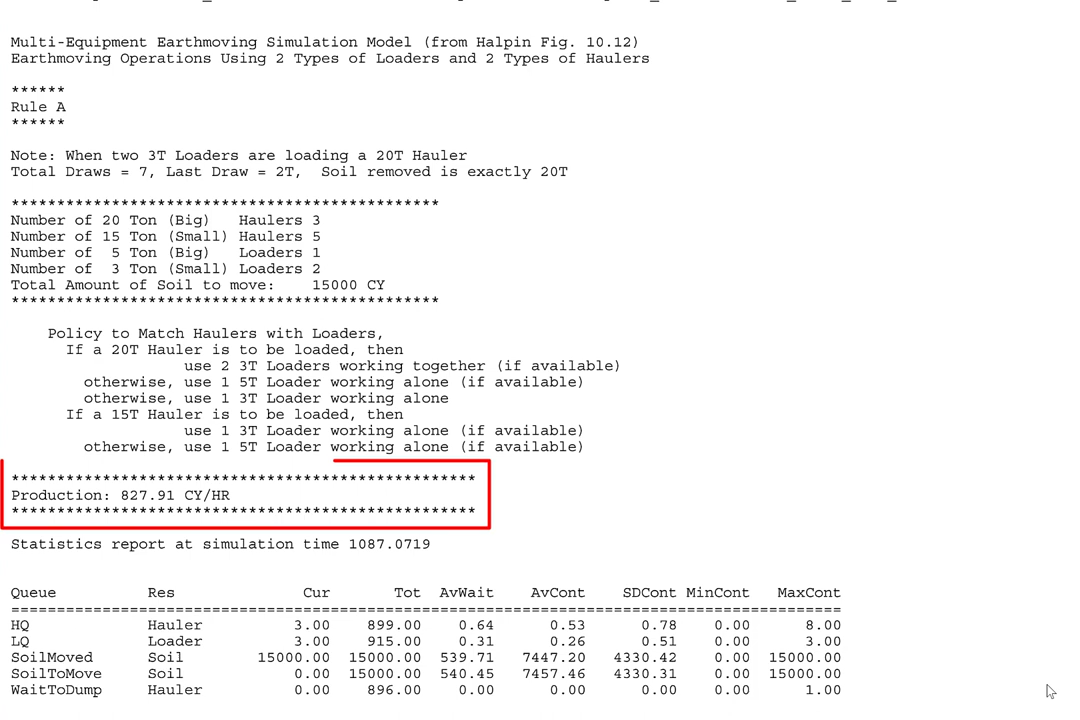 Multi-Equipment Earthmoving Simulation Model (from Halpin Fig. 10.12)
Earthmoving Operations Using 2 Types of Loaders and 2 Types of Haulers
******
Rule A
******
Note: When two 3T Loaders are loading a 20T Hauler
Total Draws = 7, Last Draw = 2T,  Soil removed is exactly 20T
***********************************************
Number of 20 Ton (Big)   Haulers 3
Number of 15 Ton (Small) Haulers 5
Number of  5 Ton (Big)   Loaders 1
Number of  3 Ton (Small) Loaders 2
Total Amount of Soil to move:    15000 CY
***********************************************
Policy to Match Haulers with Loaders,
If a 20T Hauler is to be loaded, then
use 2 3T Loaders working together (if available)
otherwise, use 1 5T Loader working alone (if available)
otherwise, use 1 3T Loader working alone
If a 15T Hauler is to be loaded, then
use 1 3T Loader working alone (if available)
otherwise, use 1 5T Loader working alone (if available)
***************************************************
Production: 827.91 CY/HR
***************************************************
Statistics report at simulation time 1087.0719
Queue Res Cur Tot AvWait AvCont SDCont MinCont MaxCont
===========================================================================================
HQ Hauler 3.00 899.00 0.64 0.53 0.78 0.00 8.00
LQ Loader 3.00 915.00 0.31 0.26 0.51 0.00 3.00
SoilMoved Soil 15000.00 15000.00 539.71 7447.20 4330.42 0.00 15000.00
SoilToMove Soil 0.00 15000.00 540.45 7457.46 4330.31 0.00 15000.00
WaitToDump Hauler 0.00 896.00 0.00 0.00 0.00 0.00 1.00